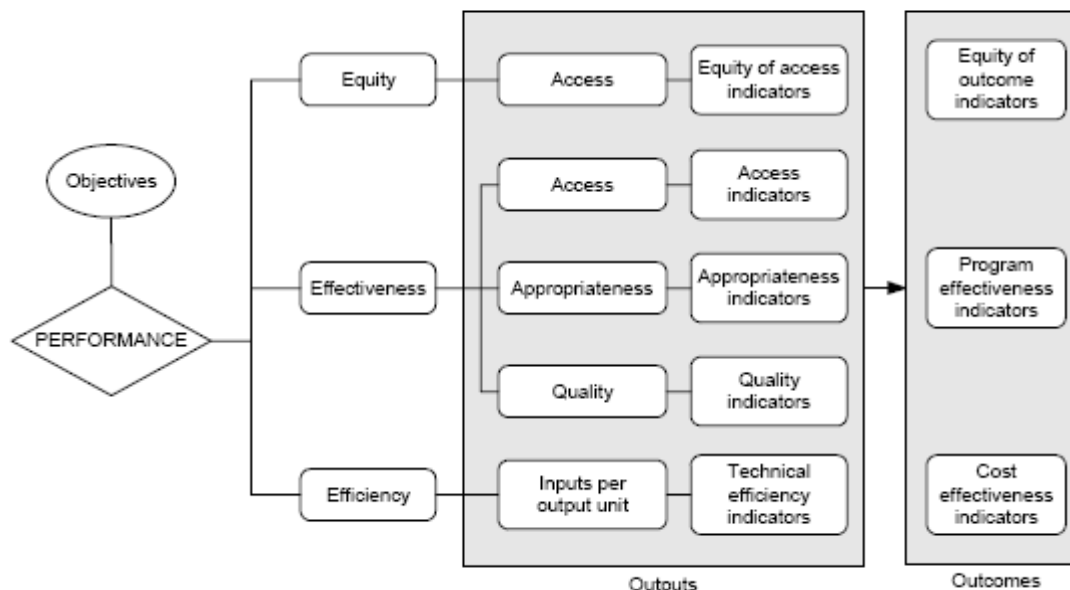 Equity
Access
Equity of access
indicators
Equity of
outcome
indicators
Objectives
Access
Access
indicators
Effectiveness
Appropriateness
Appropriateness
indicators
Program
effectiveness
indicators
PERFORMANCE
Quality
Quality
indicators
Efficiency
Inputs per
output unit
Technical
efficiency
indicators
Cost
effectiveness
indicators
Outputs
Outcomes